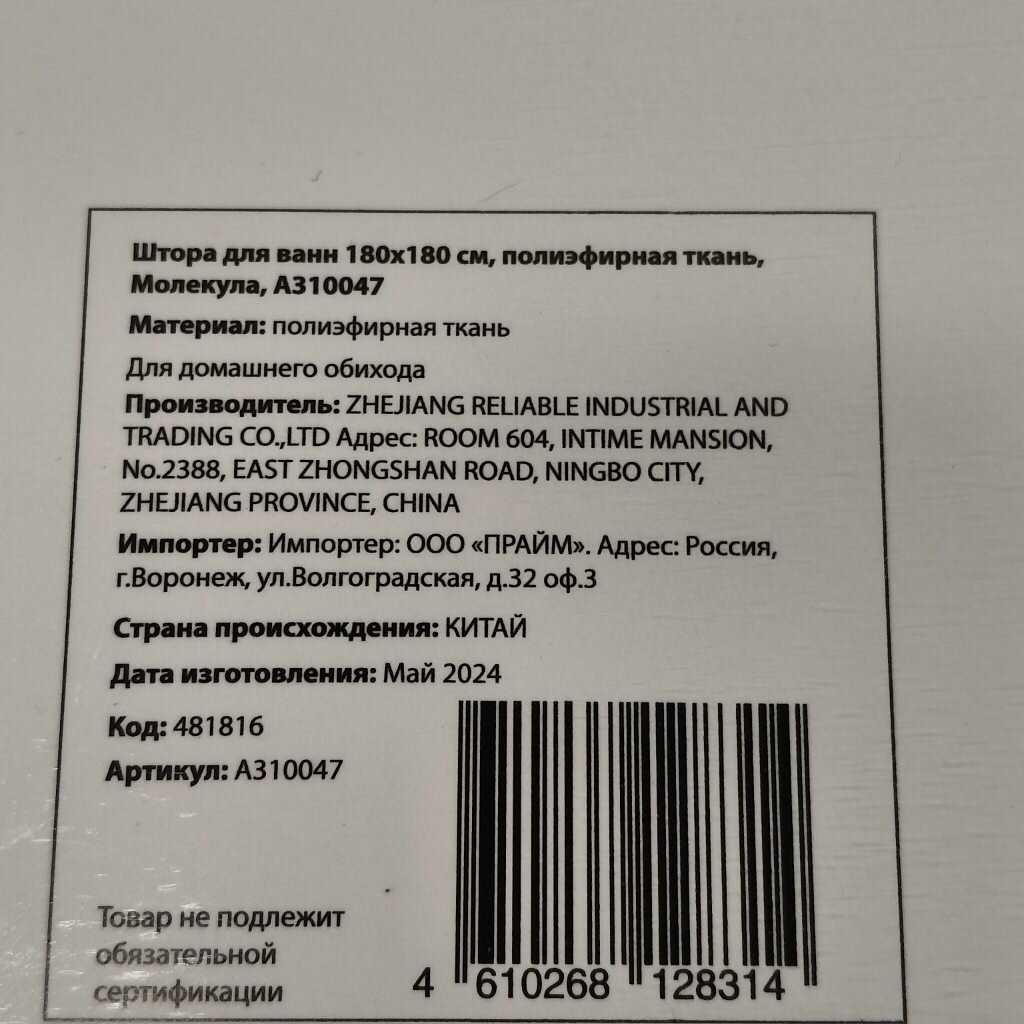 Штора для ванн 180х180 см, полиэфирная ткань,
Молекула, А310047
Материал: полиэфирная ткань
Для домашнего обихода
Производитель: ZHEJIANG RELIABLE INDUSTRIAL AND
TRADING CO.,LTD Адрес: ROOM 604, INTIME MANSION,
No.2388, EAST ZHONGSHAN ROAD, NINGBO CITY,
ZHEJIANG PROVINCE, CHINA
Импортер: Импортер: ООО «ПРАЙМ». Адрес: Россия,
г.Воронеж, ул.Волгоградская, д.32 оф.3
Страна происхождения: КИТАЙ
Дата изготовления: Май 2024
Код: 481816
Артикул: А310047
Товар не подлежит
обязательной
сертификации
4 610268 128314